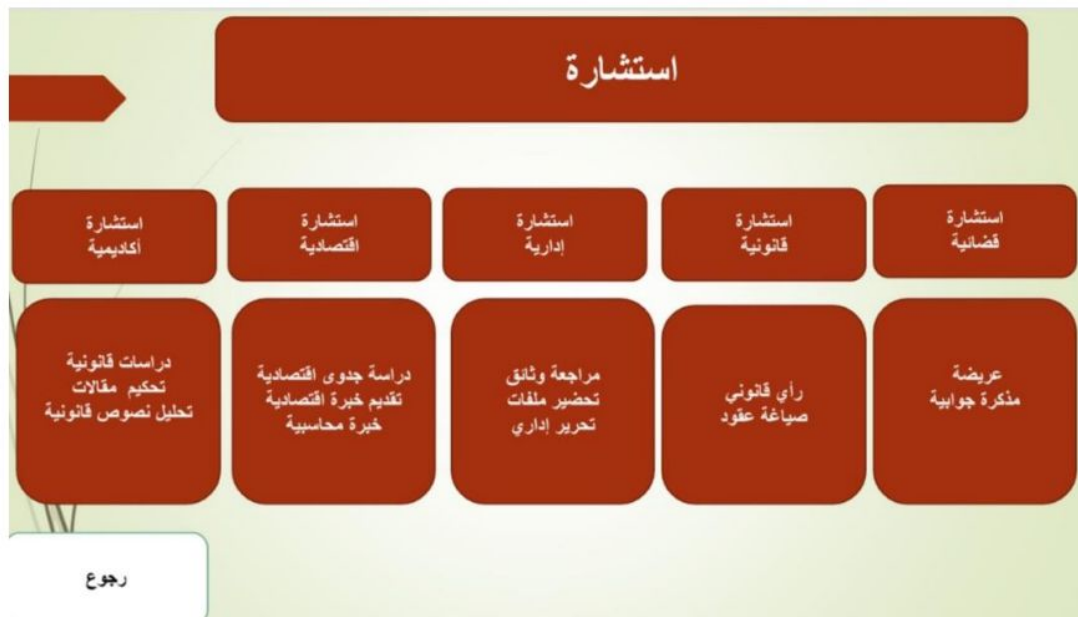 استشارة
استشارة
قضائية
استشارة
قانونية
استشارة
إدارية
استشارة
اقتصادية
استشارة
أكاديمية
عريضة
مذكرة جوابية
رأي قانوني
صياغة عقود
مراجعة وثائق
تحضير ملفات
تحرير إداري
دراسة جدوى اقتصادية
تقديم خبرة اقتصادية
خبرة محاسبية
دراسات قانونية
تحكيم مقالات
تحليل نصوص قانونية
رجوع